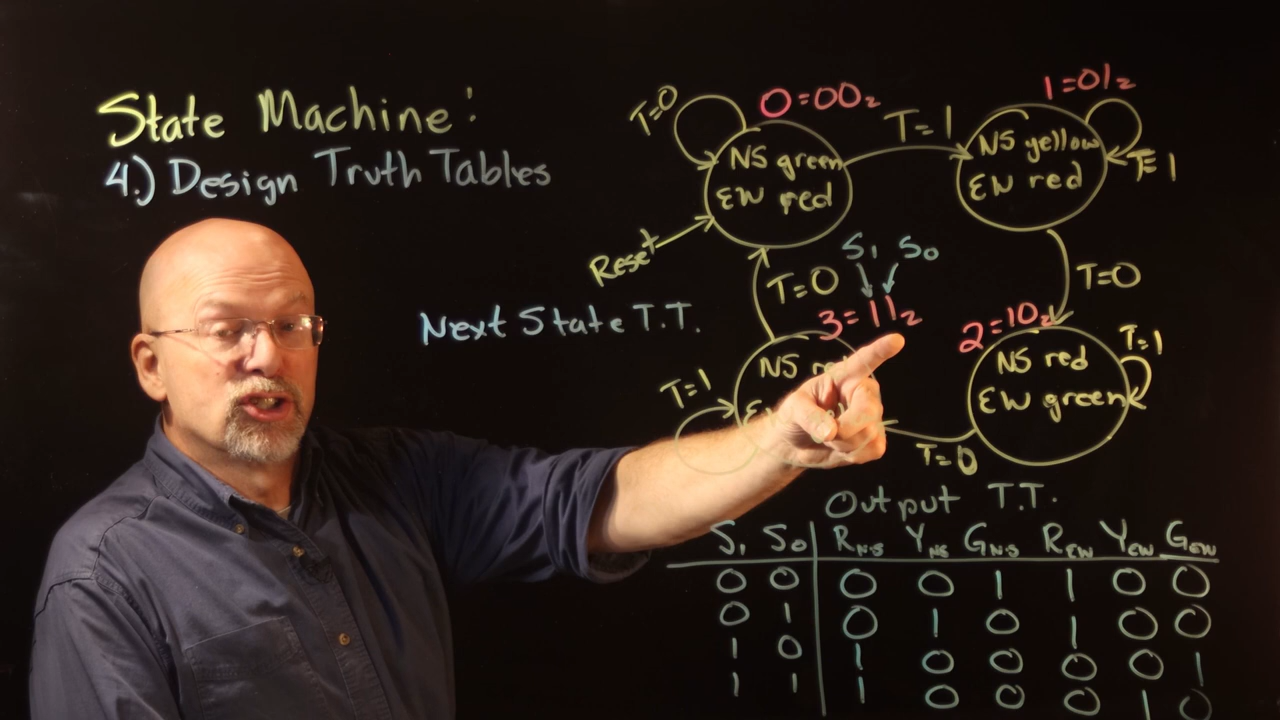 State Machine:
4.) Design Truth Tables
T=0
0=00₂
NS green
EW red
Reset
T=1
1=01₂
NS yellow
EW red
T=1
T=0
S₁ S₀
T=0
3=11₂
NS
T=1
2=10₂
NS red
EW green
T=1
T=0
Next State T.T.
Output T.T.
S₁ S₀ R_NS Y_NS G_NS R_EW Y_EW G_EW
0 0 0 0 1 1 0 0
0 1 0 1 0 1 0 0
1 0 1 0 0 0 0 1
1 1 1 0 0 0 1 0